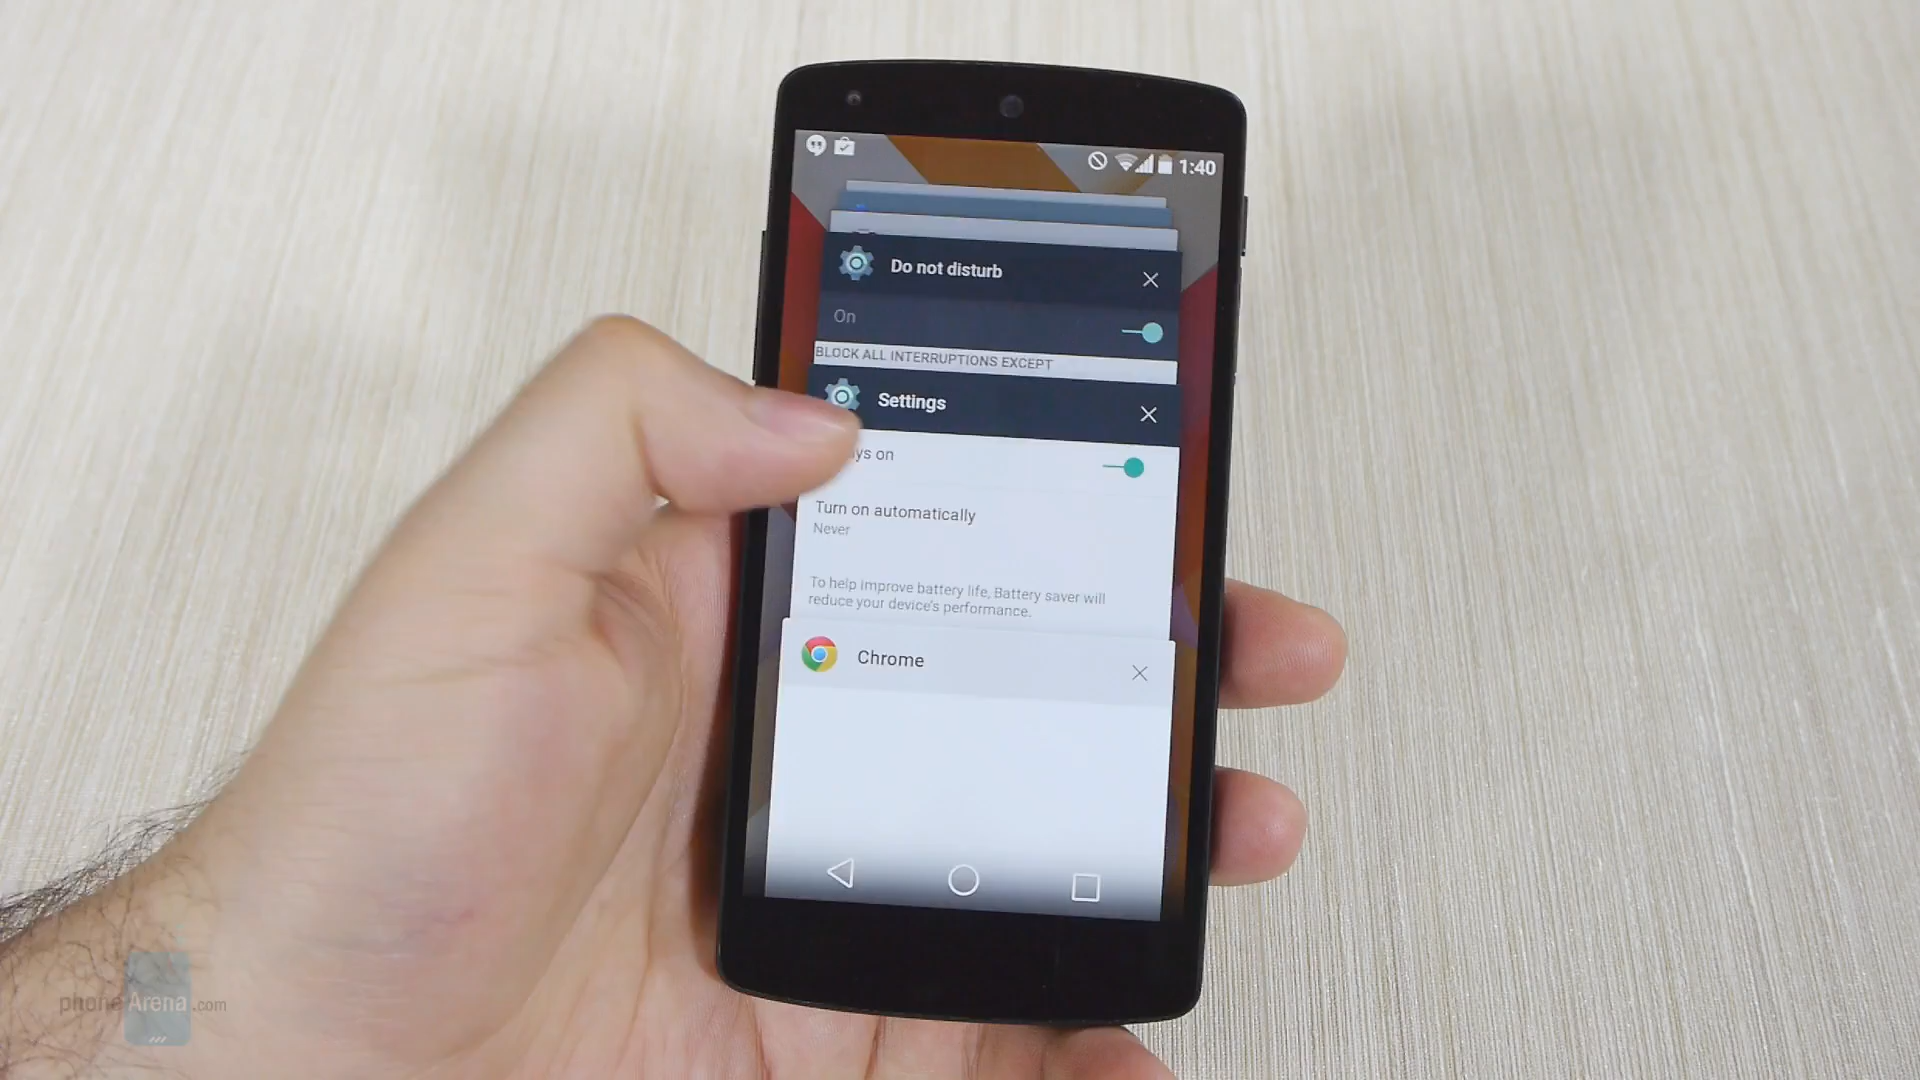 1:40
Do not disturb
On
BLOCK ALL INTERRUPTIONS EXCEPT
Settings
ys on
Turn on automatically
Never
To help improve battery life, Battery saver will
reduce your device's performance.
Chrome
phoneArena.com